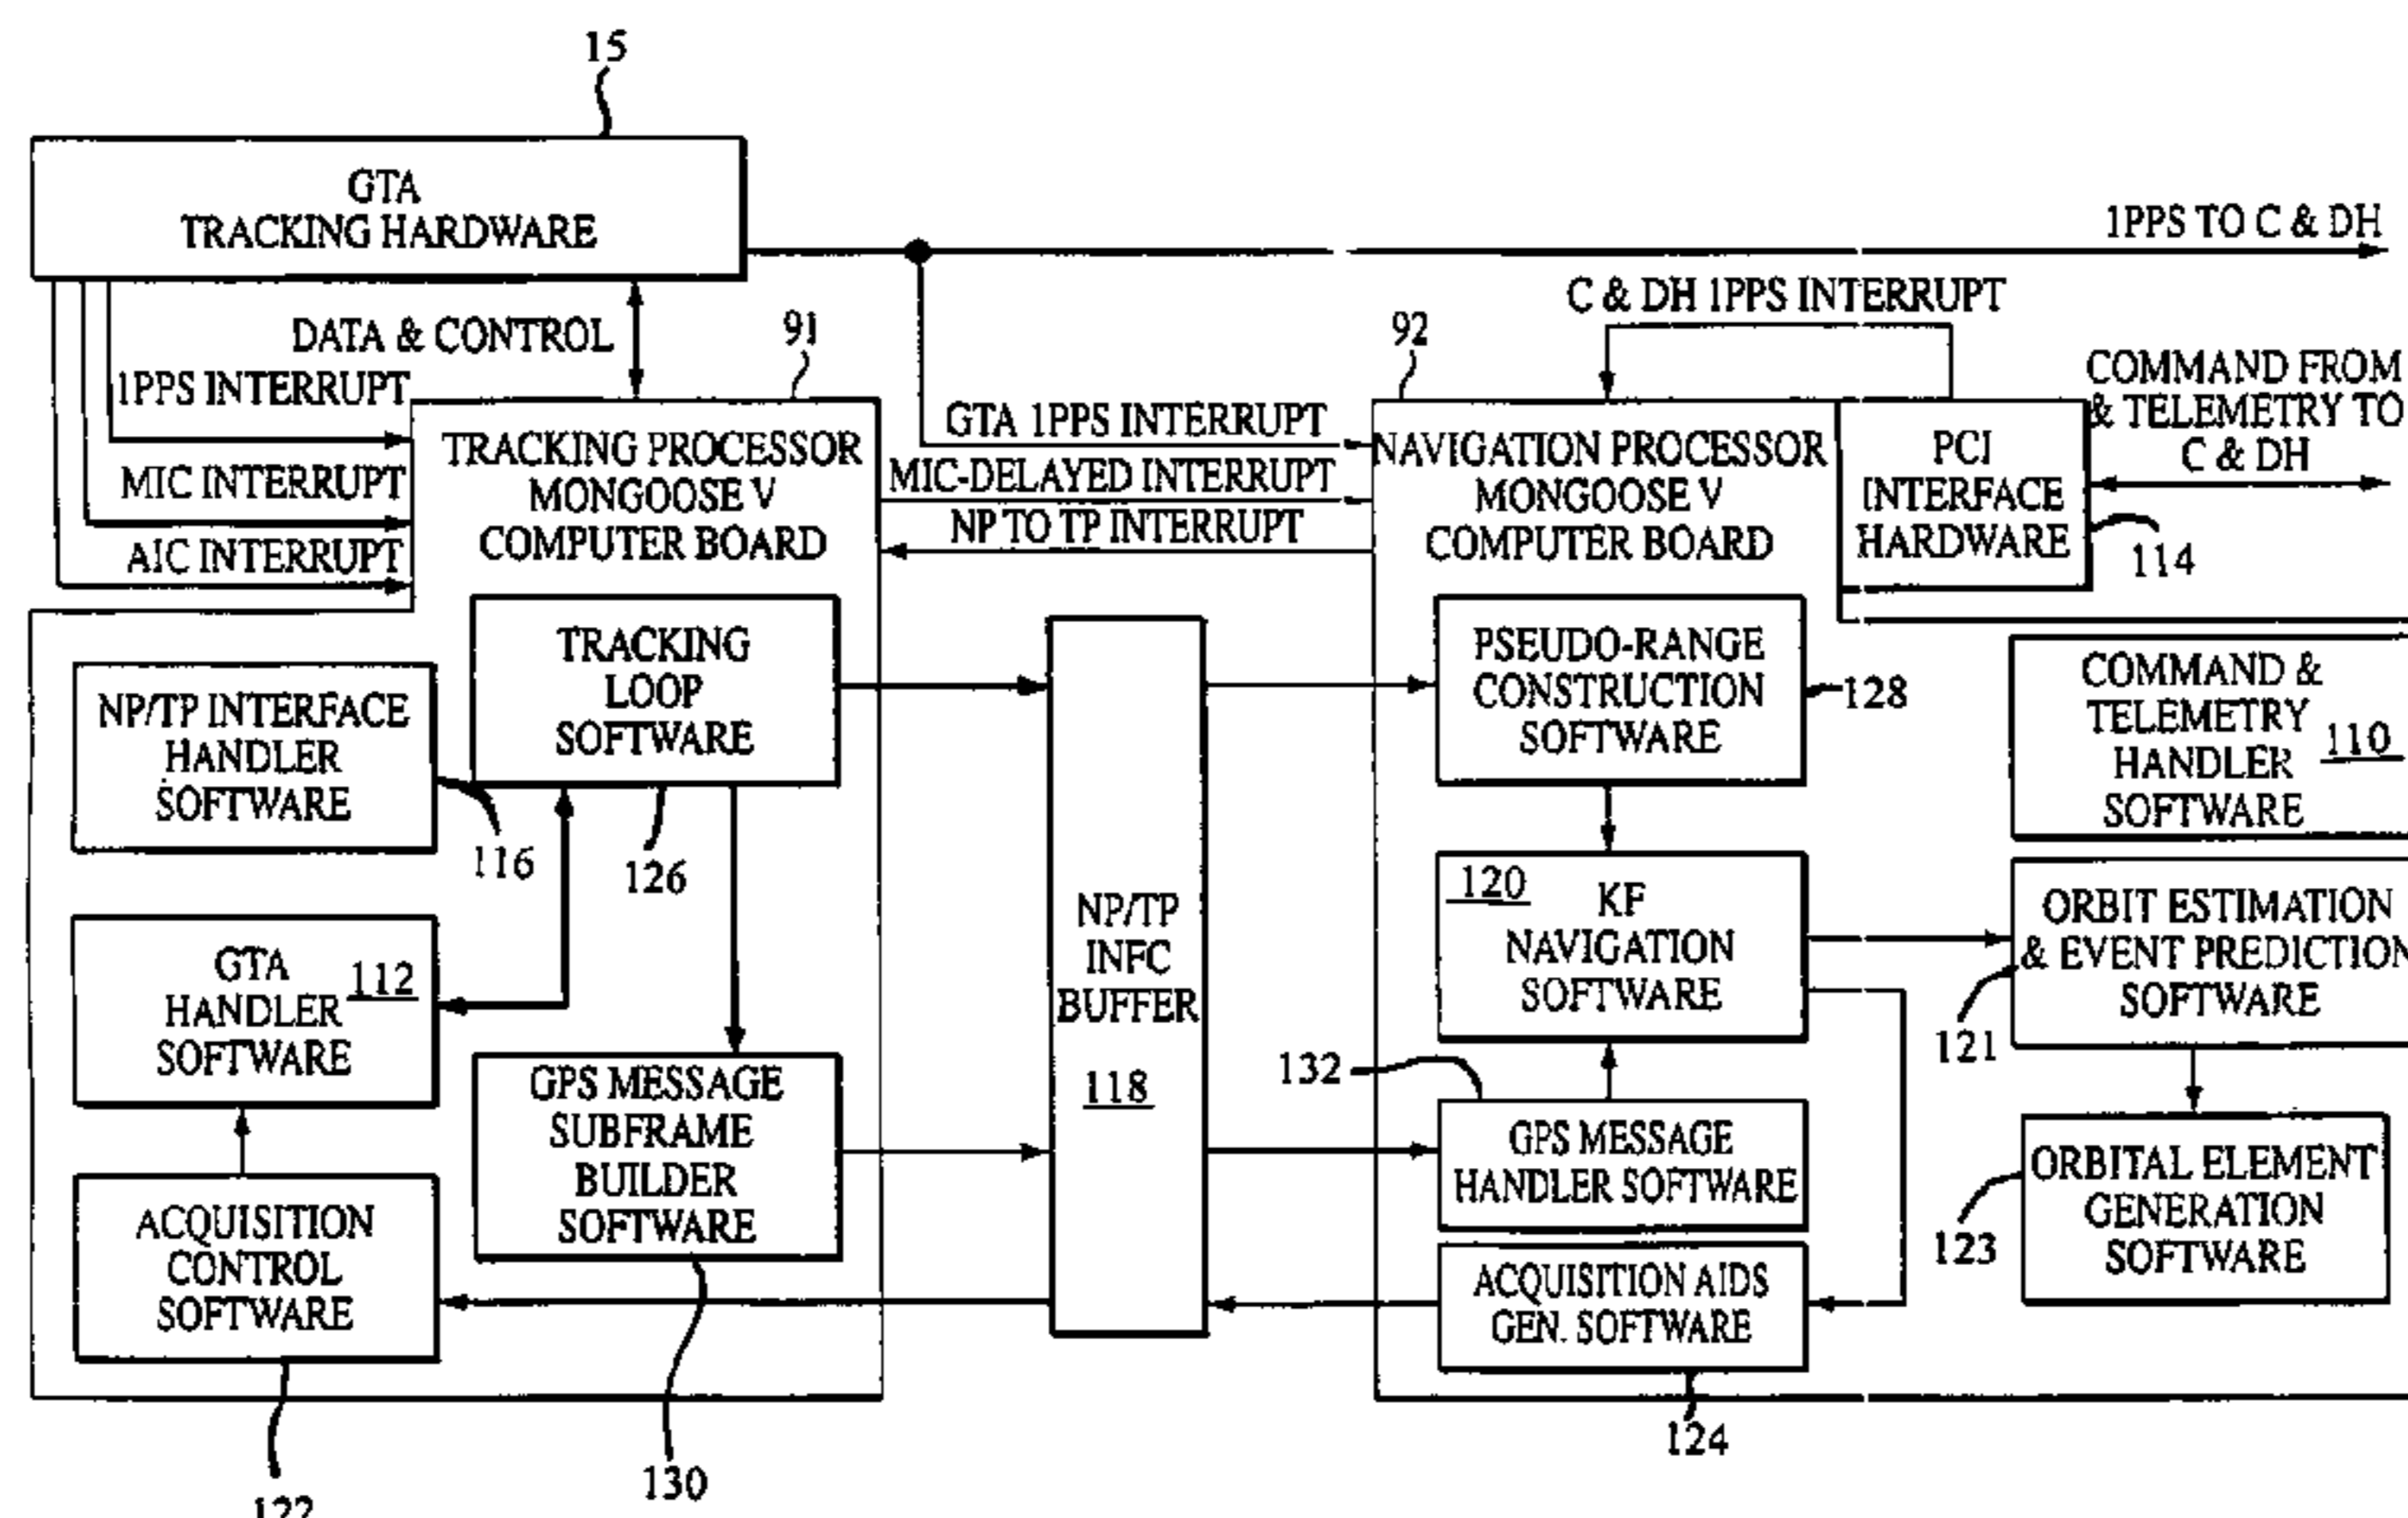 15
GTA
TRACKING HARDWARE
1PPS TO C & DH
C & DH 1PPS INTERRUPT
DATA & CONTROL
91
92
COMMAND FROM
& TELEMETRY TO
C & DH
1PPS INTERRUPT
MIC INTERRUPT
AIC INTERRUPT
TRACKING PROCESSOR
MONGOOSE V
COMPUTER BOARD
GTA 1PPS INTERRUPT
MIC-DELAYED INTERRUPT
NP TO TP INTERRUPT
NAVIGATION PROCESSOR
MONGOOSE V
COMPUTER BOARD
PCI
INTERFACE
HARDWARE
114
NP/TP INTERFACE
HANDLER
SOFTWARE
116
TRACKING
LOOP
SOFTWARE
126
PSEUDO-RANGE
CONSTRUCTION
SOFTWARE
128
COMMAND &
TELEMETRY
HANDLER
SOFTWARE
110
GTA
HANDLER
SOFTWARE
112
NP/TP
INFC
BUFFER
118
120
KF
NAVIGATION
SOFTWARE
ORBIT ESTIMATION
& EVENT PREDICTION
SOFTWARE
121
132
GPS MESSAGE
SUBFRAME
BUILDER
SOFTWARE
130
GPS MESSAGE
HANDLER SOFTWARE
ORBITAL ELEMENT
GENERATION
SOFTWARE
123
ACQUISITION
CONTROL
SOFTWARE
122
ACQUISITION AIDS
GEN. SOFTWARE
124